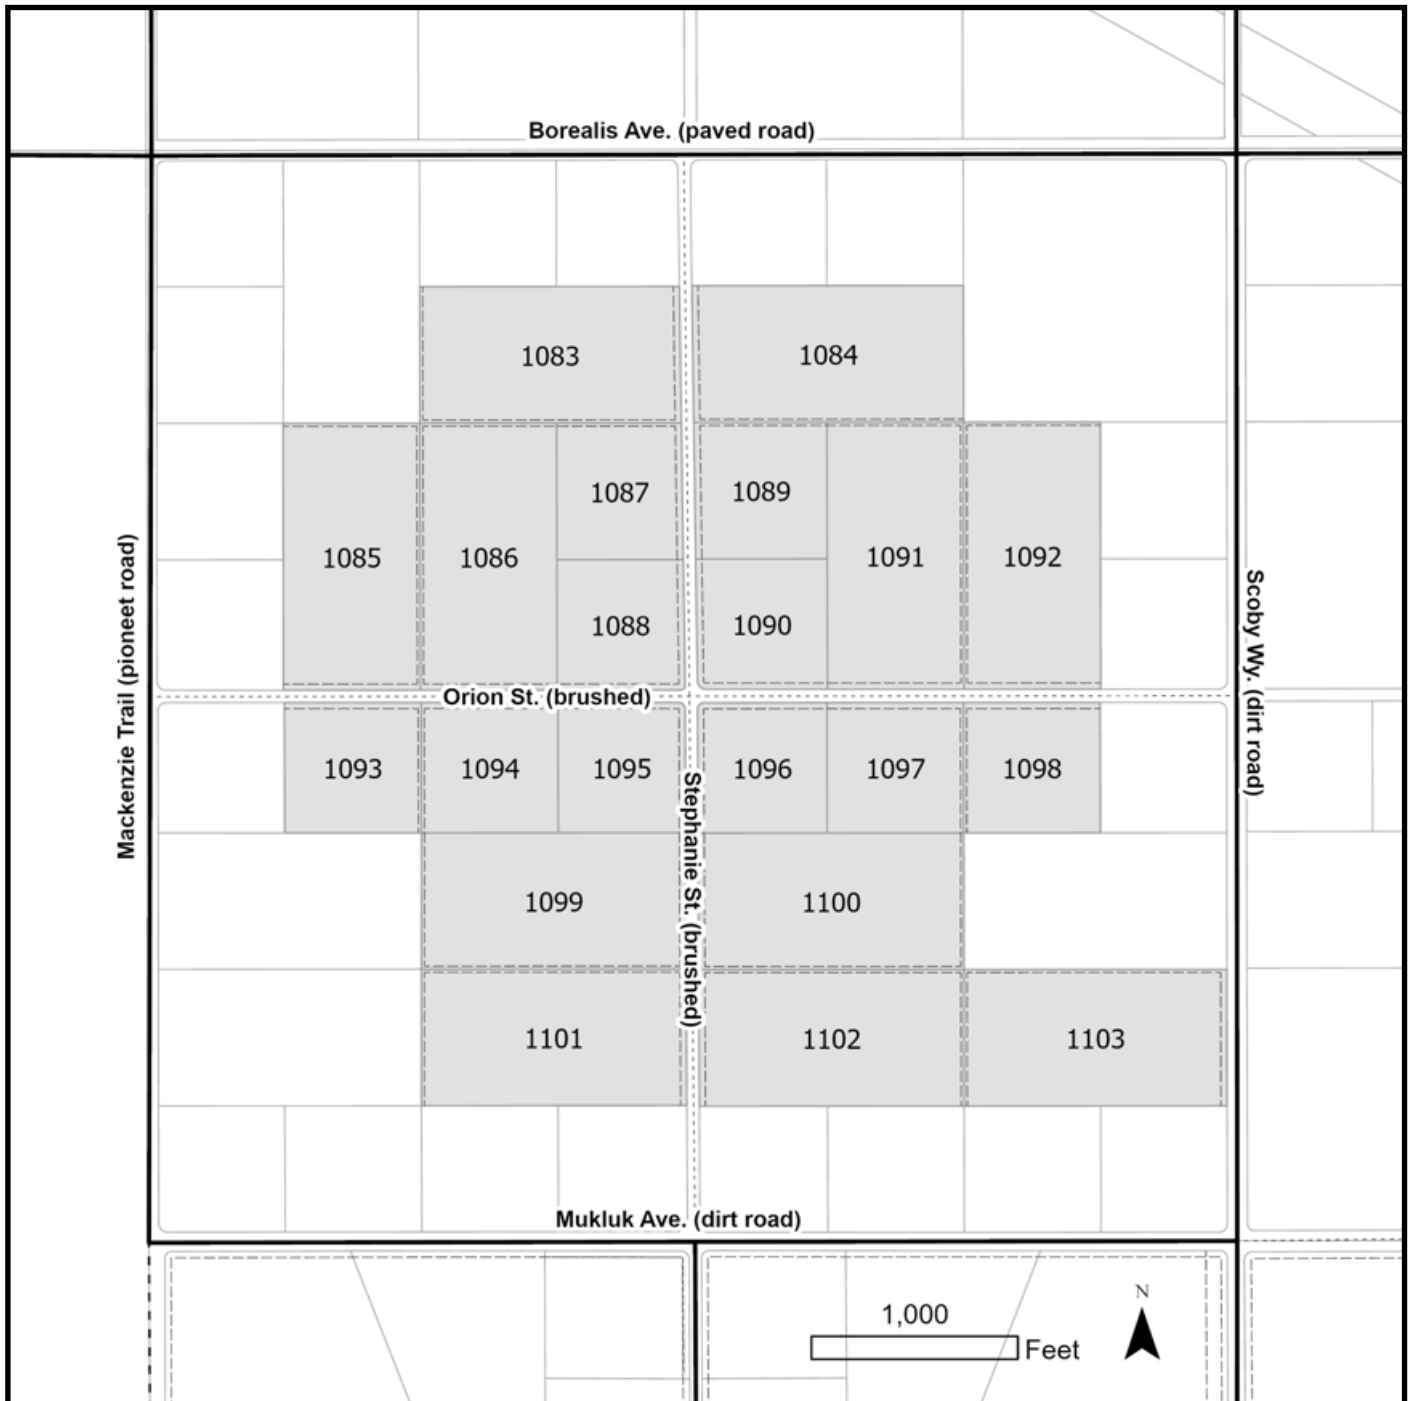 Borealis Ave. (paved road)
1083
1084
1087
1089
1085
1086
1091
1092
1088
1090
Mackenzie Trail (pioneet road)
Scoby Wy. (dirt road)
Orion St. (brushed)
1093
1094
1095
1096
1097
1098
Stephanie St. (brushed)
1099
1100
1101
1102
1103
Mukluk Ave. (dirt road)
N
1,000
Feet